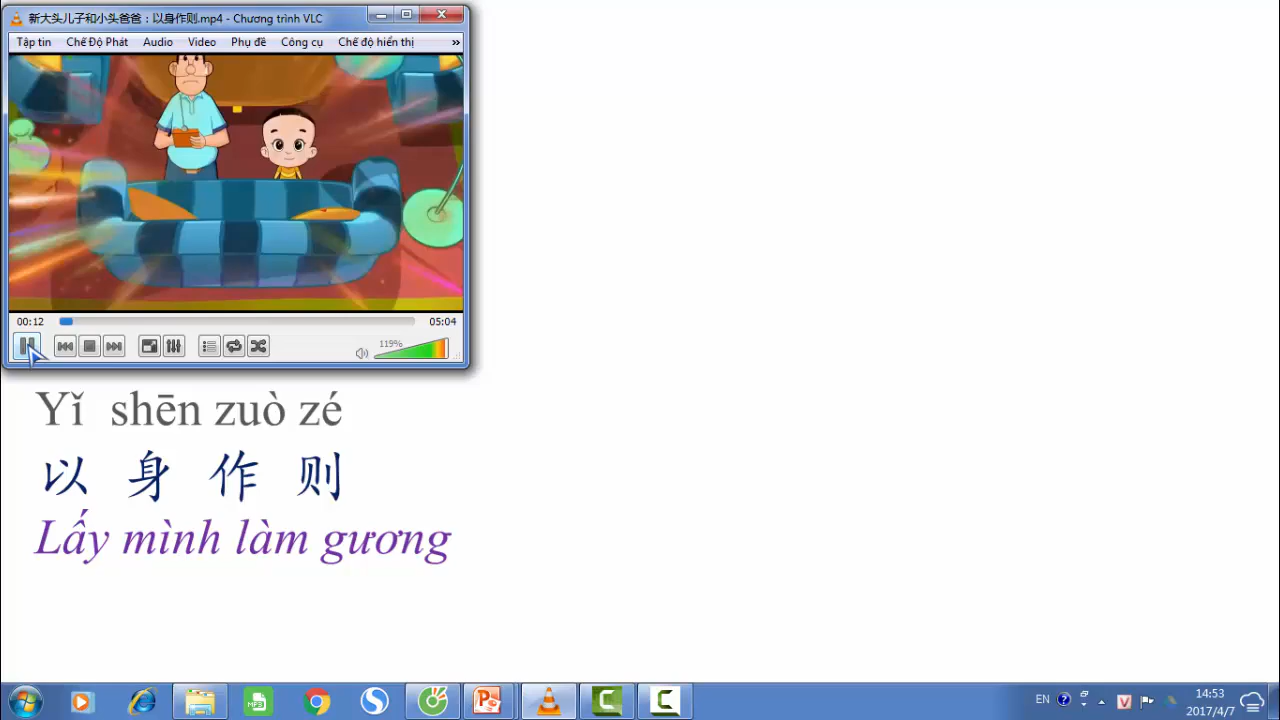 新大头儿子和小头爸爸：以身作则.mp4 - Chương trình VLC
Tập tin Chế Độ Phát Audio Video Phụ đề Công cụ Chế độ hiển thị »
00:12 05:04
119%
Yǐ shēn zuò zé
以 身 作 则
Lấy mình làm gương
MP3
EN 14:53
2017/4/7